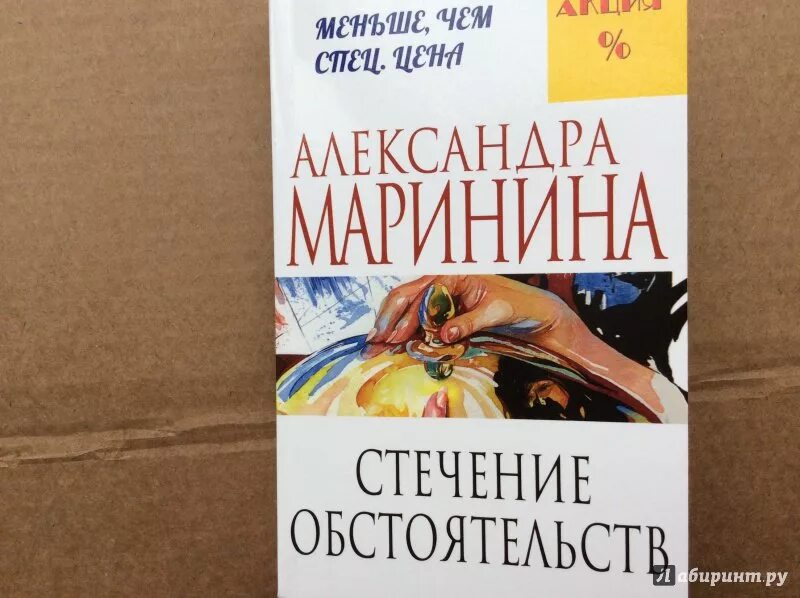 МЕНЬШЕ, ЧЕМ
СПЕЦ. ЦЕНА
АКЦИЯ
%
АЛЕКСАНДРА
МАРИНИНА
СТЕЧЕНИЕ
ОБСТОЯТЕЛЬСТВ
Лабиринт.ру